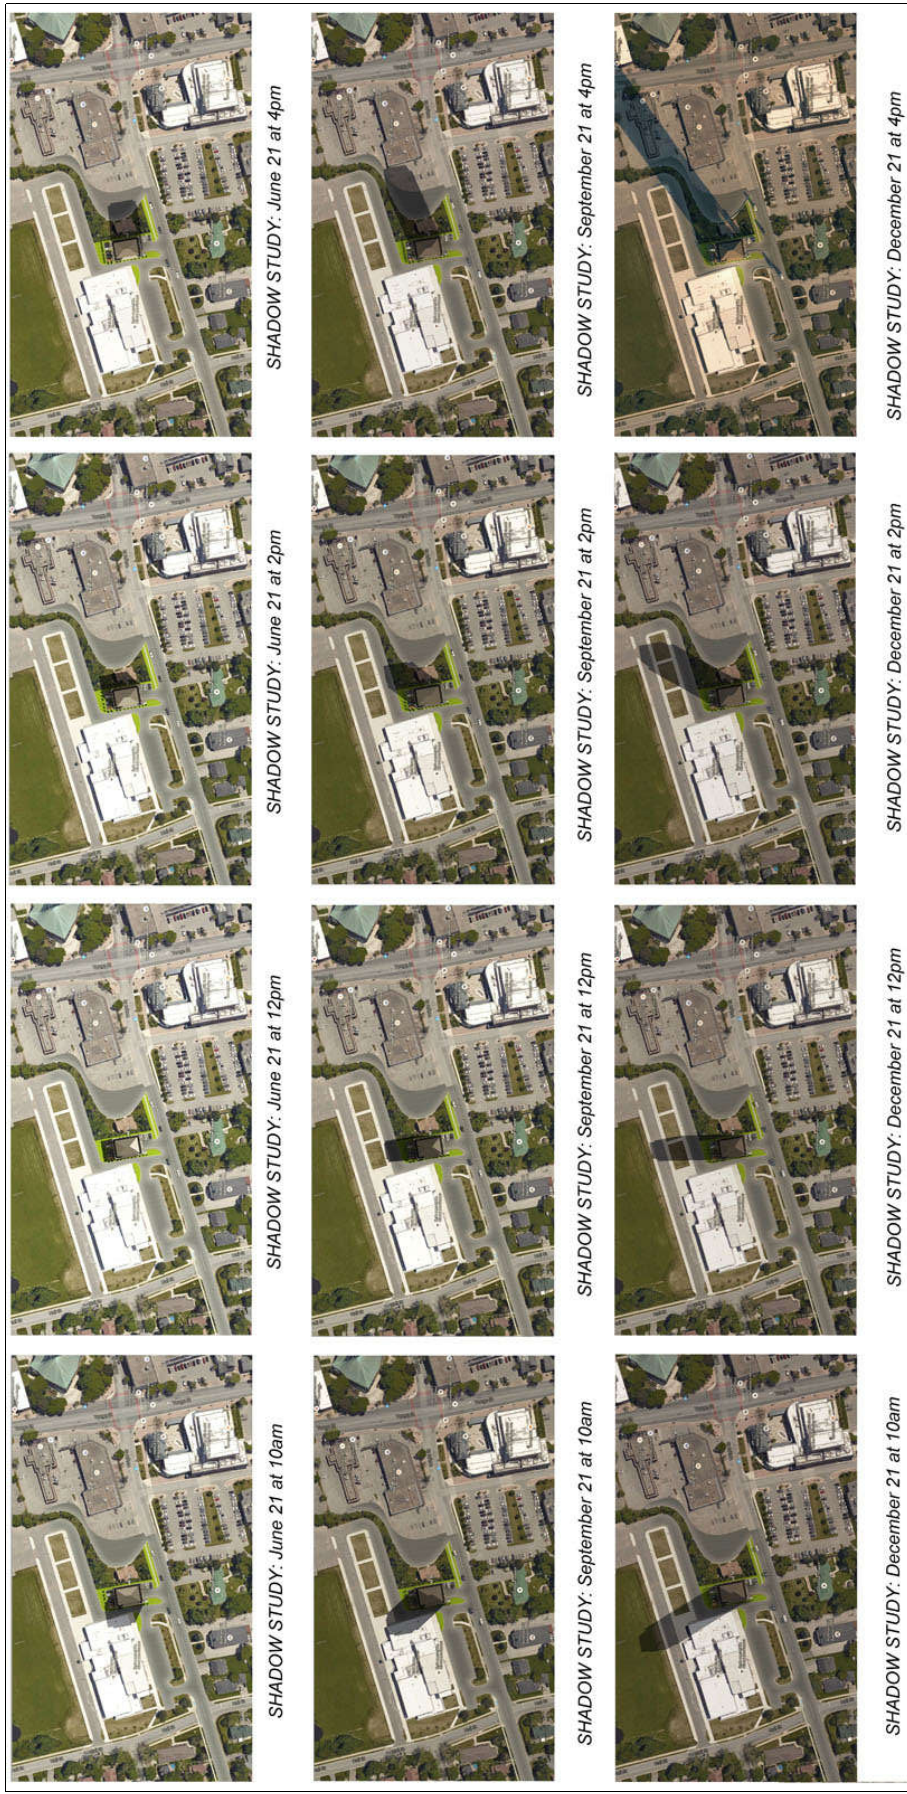 SHADOW STUDY: June 21 at 10am
SHADOW STUDY: June 21 at 12pm
SHADOW STUDY: June 21 at 2pm
SHADOW STUDY: June 21 at 4pm
SHADOW STUDY: September 21 at 10am
SHADOW STUDY: September 21 at 12pm
SHADOW STUDY: September 21 at 2pm
SHADOW STUDY: September 21 at 4pm
SHADOW STUDY: December 21 at 10am
SHADOW STUDY: December 21 at 12pm
SHADOW STUDY: December 21 at 2pm
SHADOW STUDY: December 21 at 4pm